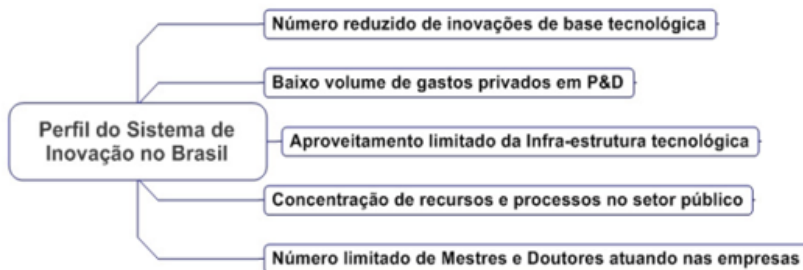 Número reduzido de inovações de base tecnológica
Baixo volume de gastos privados em P&D
Perfil do Sistema de
Inovação no Brasil
Aproveitamento limitado da Infra-estrutura tecnológica
Concentração de recursos e processos no setor público
Número limitado de Mestres e Doutores atuando nas empresas